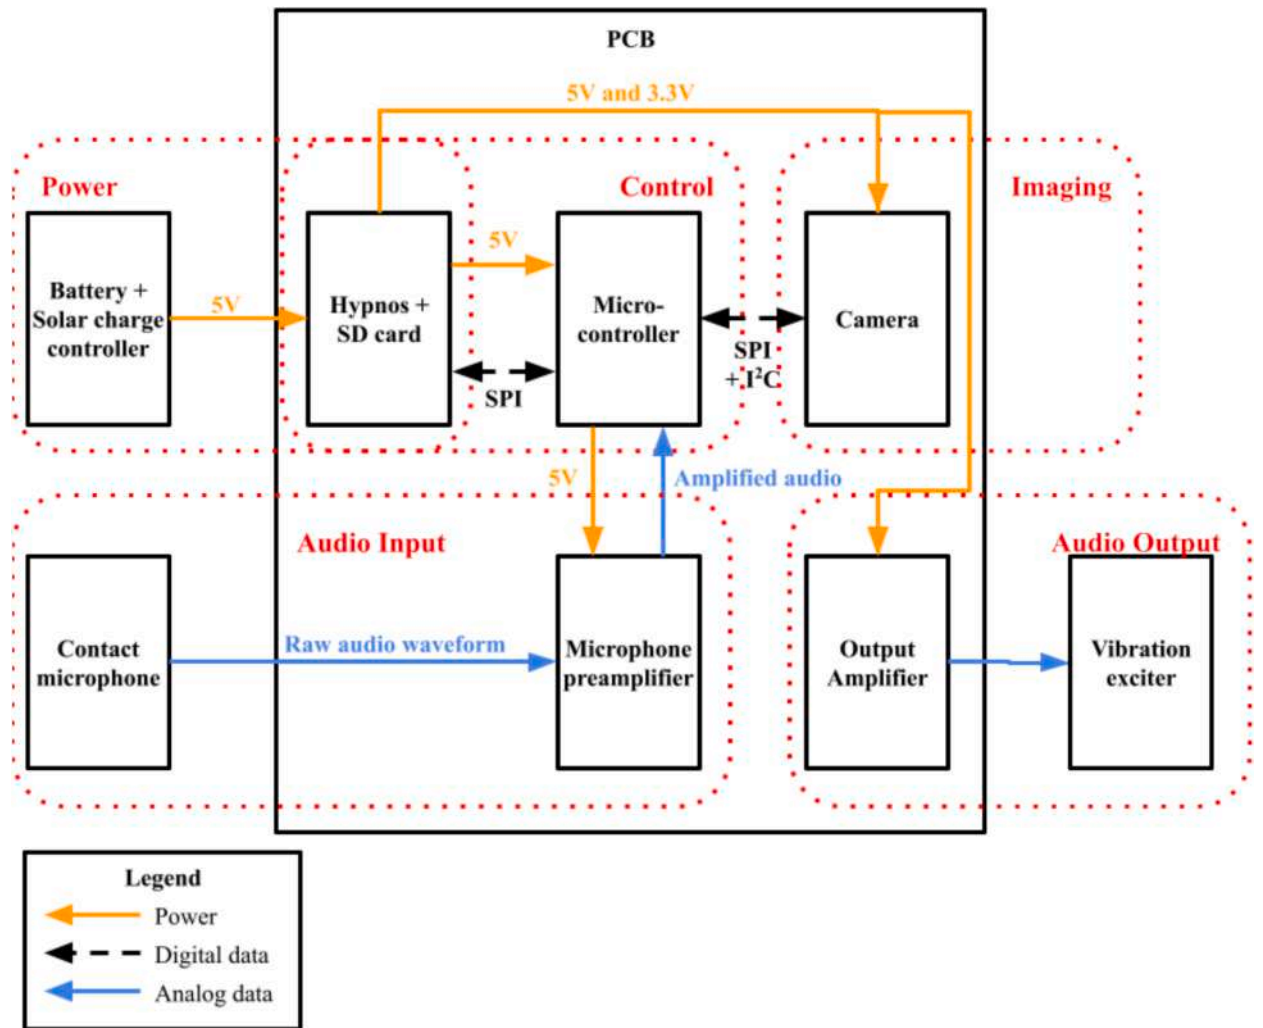 PCB
5V and 3.3V
Power
Control
Imaging
Battery +
Solar charge
controller
5V
Hypnos +
SD card
5V
SPI
Micro-
controller
SPI
+ I²C
Camera
5V
Amplified audio
Audio Input
Audio Output
Contact
microphone
Raw audio waveform
Microphone
preamplifier
Output
Amplifier
Vibration
exciter
Legend
Power
Digital data
Analog data